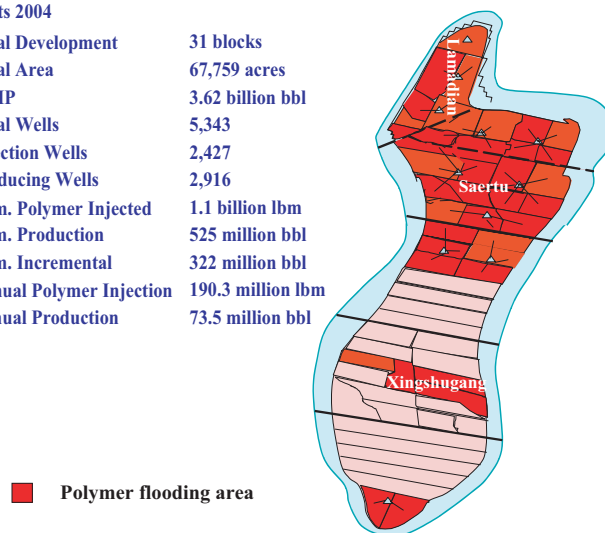 ts 2004
al Development 31 blocks
al Area 67,759 acres
IP 3.62 billion bbl
al Wells 5,343
ction Wells 2,427
ducing Wells 2,916
m. Polymer Injected 1.1 billion lbm
m. Production 525 million bbl
m. Incremental 322 million bbl
nual Polymer Injection 190.3 million lbm
nual Production 73.5 million bbl
Lamadian
Saertu
Xingshugang
Polymer flooding area